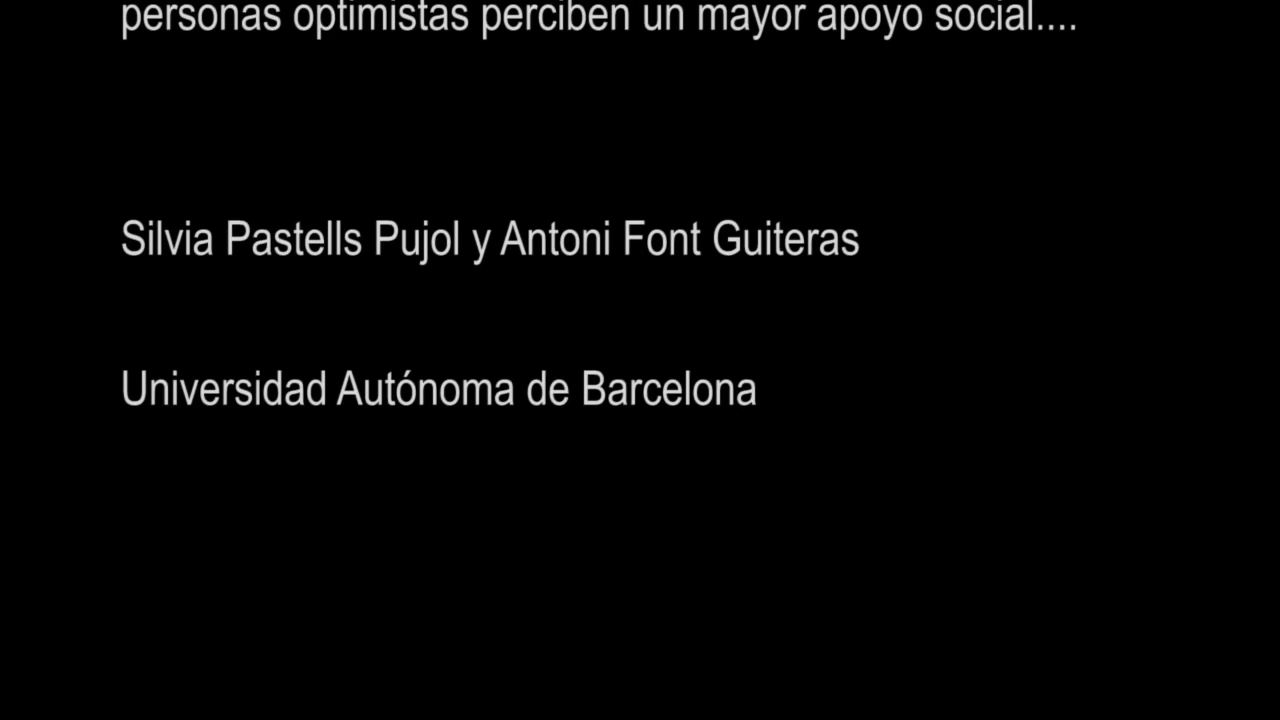 personas optimistas perciben un mayor apoyo social....
Silvia Pastells Pujol y Antoni Font Guiteras
Universidad Autónoma de Barcelona